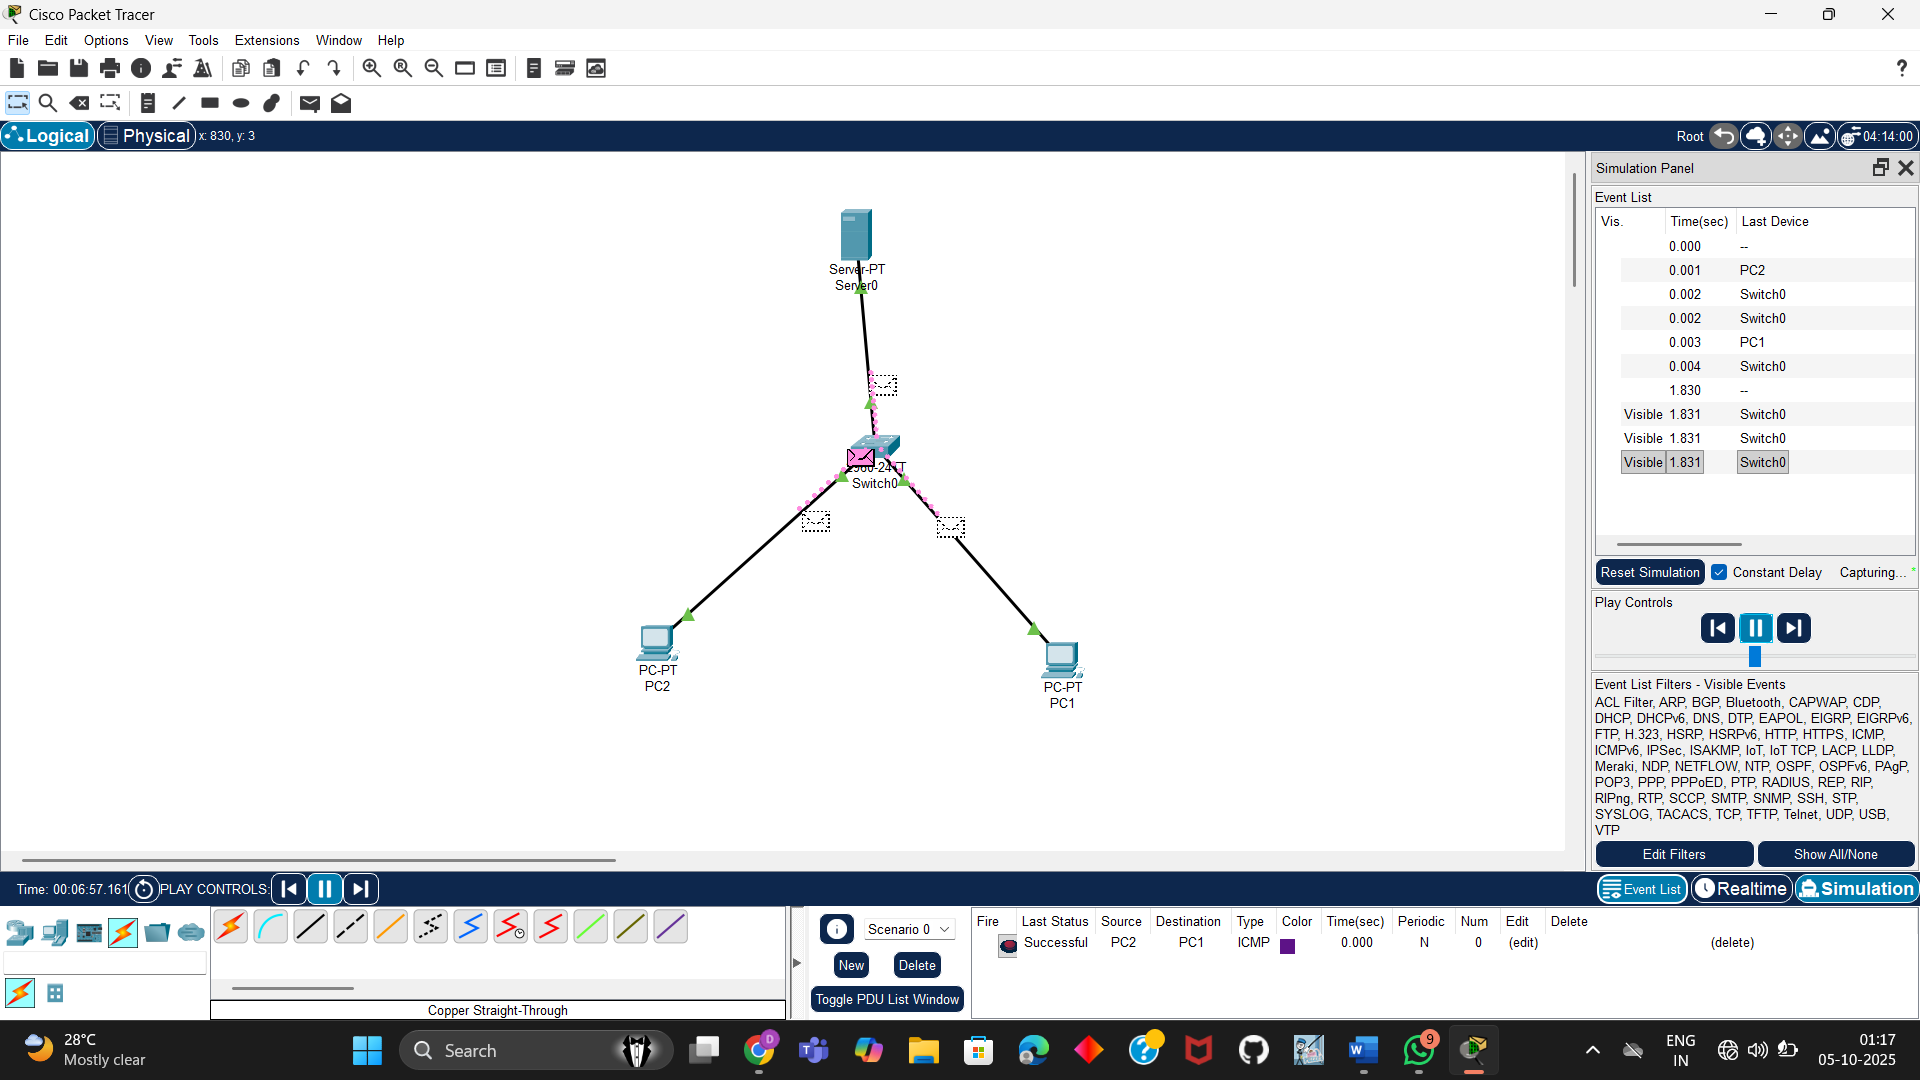 Cisco Packet Tracer
File Edit Options View Tools Extensions Window Help
?
Logical Physical x: 830, y: 3 Root 04:14:00
Simulation Panel
Event List
Vis. Time(sec) Last Device
0.000 --
0.001 PC2
0.002 Switch0
0.002 Switch0
0.003 PC1
0.004 Switch0
1.830 --
Visible 1.831 Switch0
Visible 1.831 Switch0
Visible 1.831 Switch0
Reset Simulation Constant Delay Capturing...
Play Controls
Event List Filters - Visible Events
ACL Filter, ARP, BGP, Bluetooth, CAPWAP, CDP,
DHCP, DHCPv6, DNS, DTP, EAPOL, EIGRP, EIGRPv6,
FTP, H.323, HSRP, HSRPv6, HTTP, HTTPS, ICMP,
ICMPv6, IPSec, ISAKMP, IoT, IoT TCP, LACP, LLDP,
Meraki, NDP, NETFLOW, NTP, OSPF, OSPFv6, PAgP,
POP3, PPP, PPPoED, PTP, RADIUS, REP, RIP,
RIPng, RTP, SCCP, SMTP, SNMP, SSH, STP,
SYSLOG, TACACS, TCP, TFTP, Telnet, UDP, USB,
VTP
Edit Filters Show All/None
Server-PT
Server0
Switch0
PC-PT
PC2
PC-PT
PC1
Time: 00:06:57.161 PLAY CONTROLS: Event List Realtime Simulation
Copper Straight-Through
Scenario 0
New Delete
Toggle PDU List Window
Fire Last Status Source Destination Type Color Time(sec) Periodic Num Edit Delete
Successful PC2 PC1 ICMP 0.000 N 0 (edit) (delete)
28°C
Mostly clear
Search
D
9
ENG
IN
01:17
05-10-2025